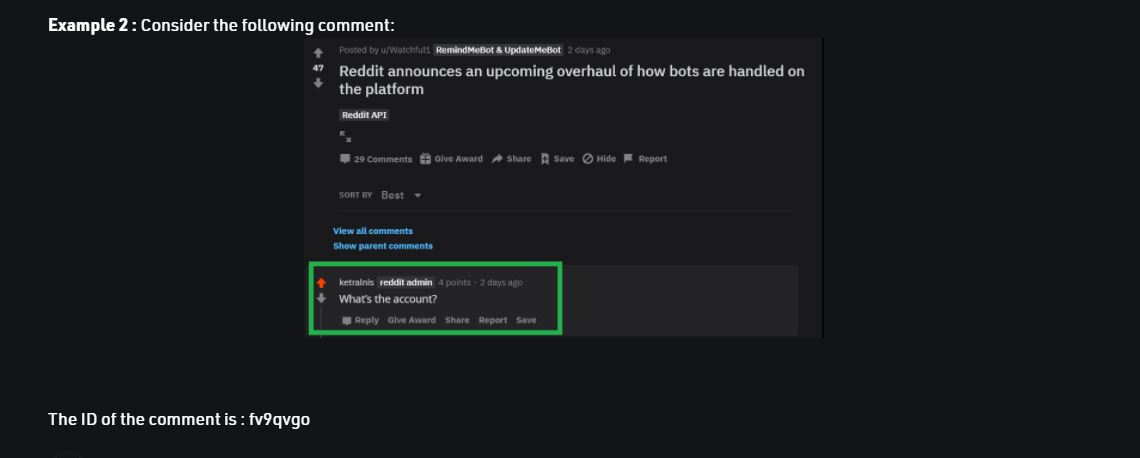 Example 2 : Consider the following comment:
Posted by u/Watchful1 RemindMeBot & UpdateMeBot 2 days ago
47
Reddit announces an upcoming overhaul of how bots are handled on
the platform
Reddit API
29 Comments Give Award Share Save Hide Report
SORT BY Best
View all comments
Show parent comments
ketralnis reddit admin 4 points · 2 days ago
What's the account?
Reply Give Award Share Report Save
The ID of the comment is : fv9qvgo